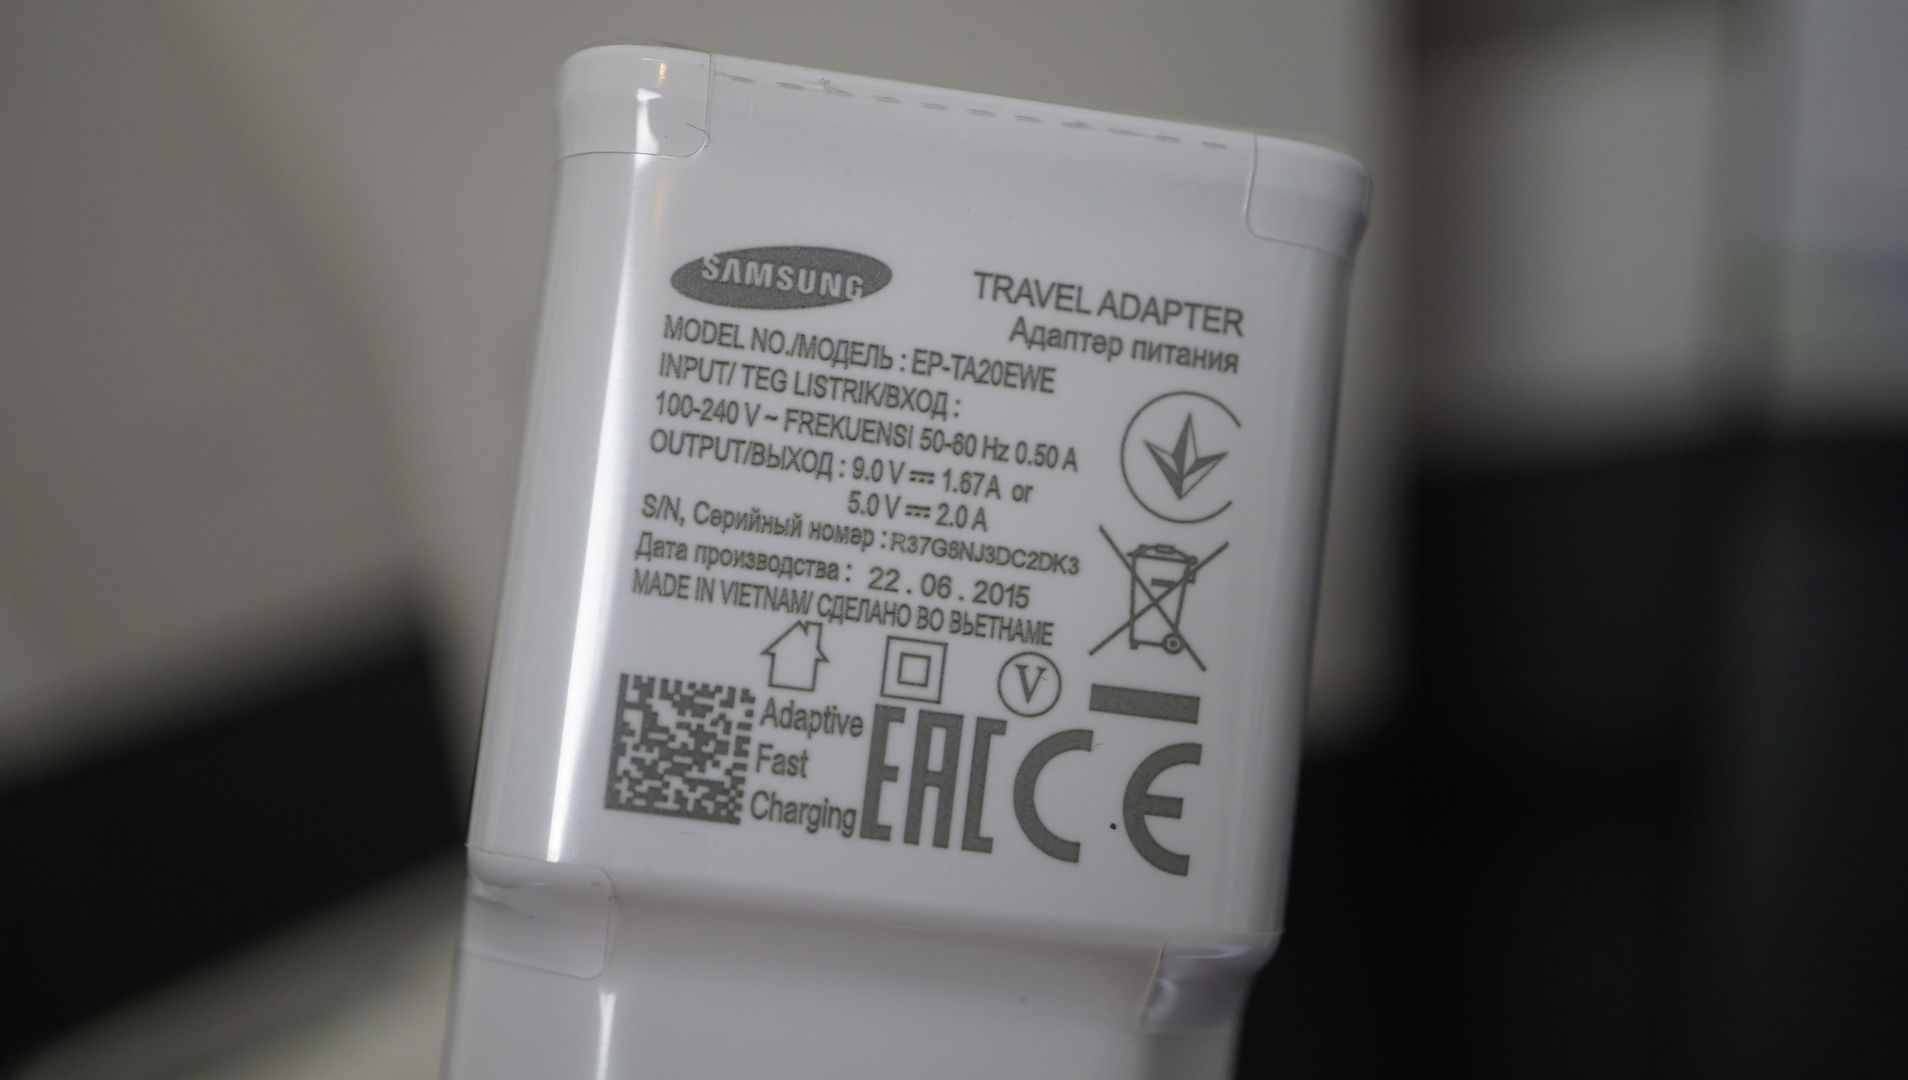 SAMSUNG
TRAVEL ADAPTER
Адаптер питания
MODEL NO./МОДЕЛЬ : EP-TA20EWE
INPUT/ TEG LISTRIK/ВХОД :
100-240 V ~ FREKUENSI 50-60 Hz 0.50 A
OUTPUT/ВЫХОД : 9.0 V ⎓ 1.67A or
5.0 V ⎓ 2.0 A
S/N, Серийный номер : R37G6NJ3DC2DK3
Дата производства : 22 . 06 . 2015
MADE IN VIETNAM/ СДЕЛАНО ВО ВЬЕТНАМЕ
V
Adaptive
Fast
Charging
EAC
CE